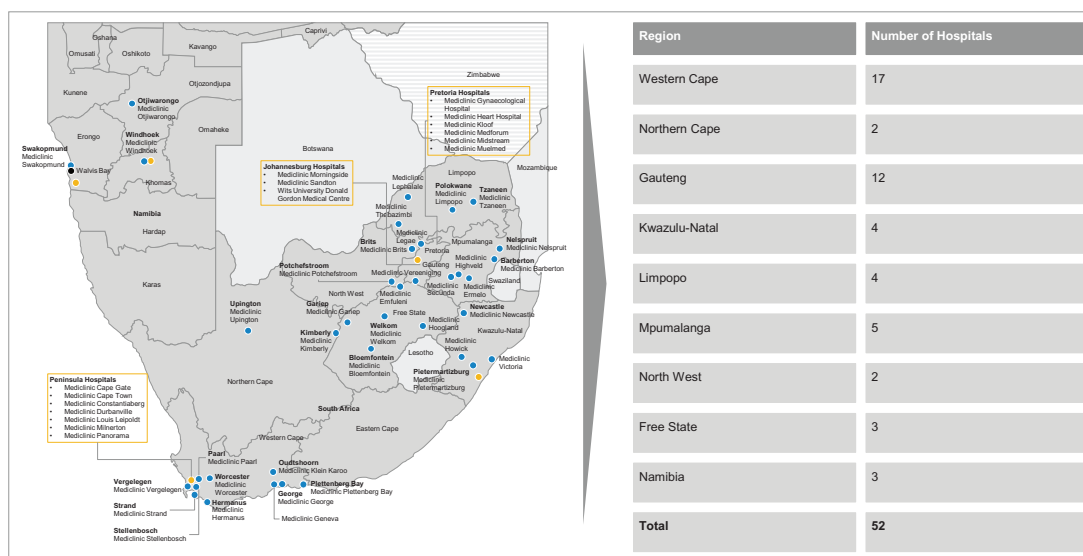 Oshana
Omusati
Oshikoto
Kavango
Caprivi
Kunene
Otjozondjupa
Zimbabwe
Otjiwarongo
Mediclinic
Otjiwarongo
Pretoria Hospitals
• Mediclinic Gynaecological
Hospital
• Mediclinic Heart Hospital
• Mediclinic Kloof
• Mediclinic Medforum
• Mediclinic Midstream
• Mediclinic Muelmed
Erongo
Windhoek
Mediclinic
Windhoek
Omaheke
Swakopmund
Mediclinic
Swakopmund
Walvis Bay
Khomas
Botswana
Johannesburg Hospitals
• Mediclinic Morningside
• Mediclinic Sandton
• Wits University Donald
Gordon Medical Centre
Mozambique
Limpopo
Mediclinic
Lephalale
Polokwane
Mediclinic
Limpopo
Tzaneen
Mediclinic
Tzaneen
Mediclinic
Thabazimbi
Namibia
Hardap
Karas
Mediclinic
Legae
Brits
Mediclinic Brits
Pretoria
Mpumalanga
Nelspruit
Mediclinic Nelspruit
Barberton
Mediclinic Barberton
Swaziland
Gauteng
Mediclinic
Highveld
Potchefstroom
Mediclinic Potchefstroom
Mediclinic Vereeniging
Mediclinic
Secunda
Mediclinic
Ermelo
North West
Mediclinic
Emfuleni
Upington
Mediclinic
Upington
Gariep
Mediclinic Gariep
Free State
Newcastle
Mediclinic Newcastle
Kimberly
Mediclinic
Kimberly
Welkom
Mediclinic
Welkom
Mediclinic
Hoogland
Kwazulu-Natal
Mediclinic
Howick
Bloemfontein
Mediclinic
Bloemfontein
Lesotho
Mediclinic
Victoria
Pietermartizburg
Mediclinic
Pietermartizburg
Northern Cape
Peninsula Hospitals
• Mediclinic Cape Gate
• Mediclinic Cape Town
• Mediclinic Constantiaberg
• Mediclinic Durbanville
• Mediclinic Louis Leipoldt
• Mediclinic Milnerton
• Mediclinic Panorama
South Africa
Eastern Cape
Western Cape
Paarl
Mediclinic Paarl
Oudtshoorn
Mediclinic Klein Karoo
Vergelegen
Mediclinic Vergelegen
Worcester
Mediclinic
Worcester
Plettenberg Bay
Mediclinic Plettenberg Bay
George
Mediclinic George
Strand
Mediclinic Strand
Hermanus
Mediclinic
Hermanus
Mediclinic Geneva
Stellenbosch
Mediclinic Stellenbosch
Region Number of Hospitals
Western Cape 17
Northern Cape 2
Gauteng 12
Kwazulu-Natal 4
Limpopo 4
Mpumalanga 5
North West 2
Free State 3
Namibia 3
Total 52